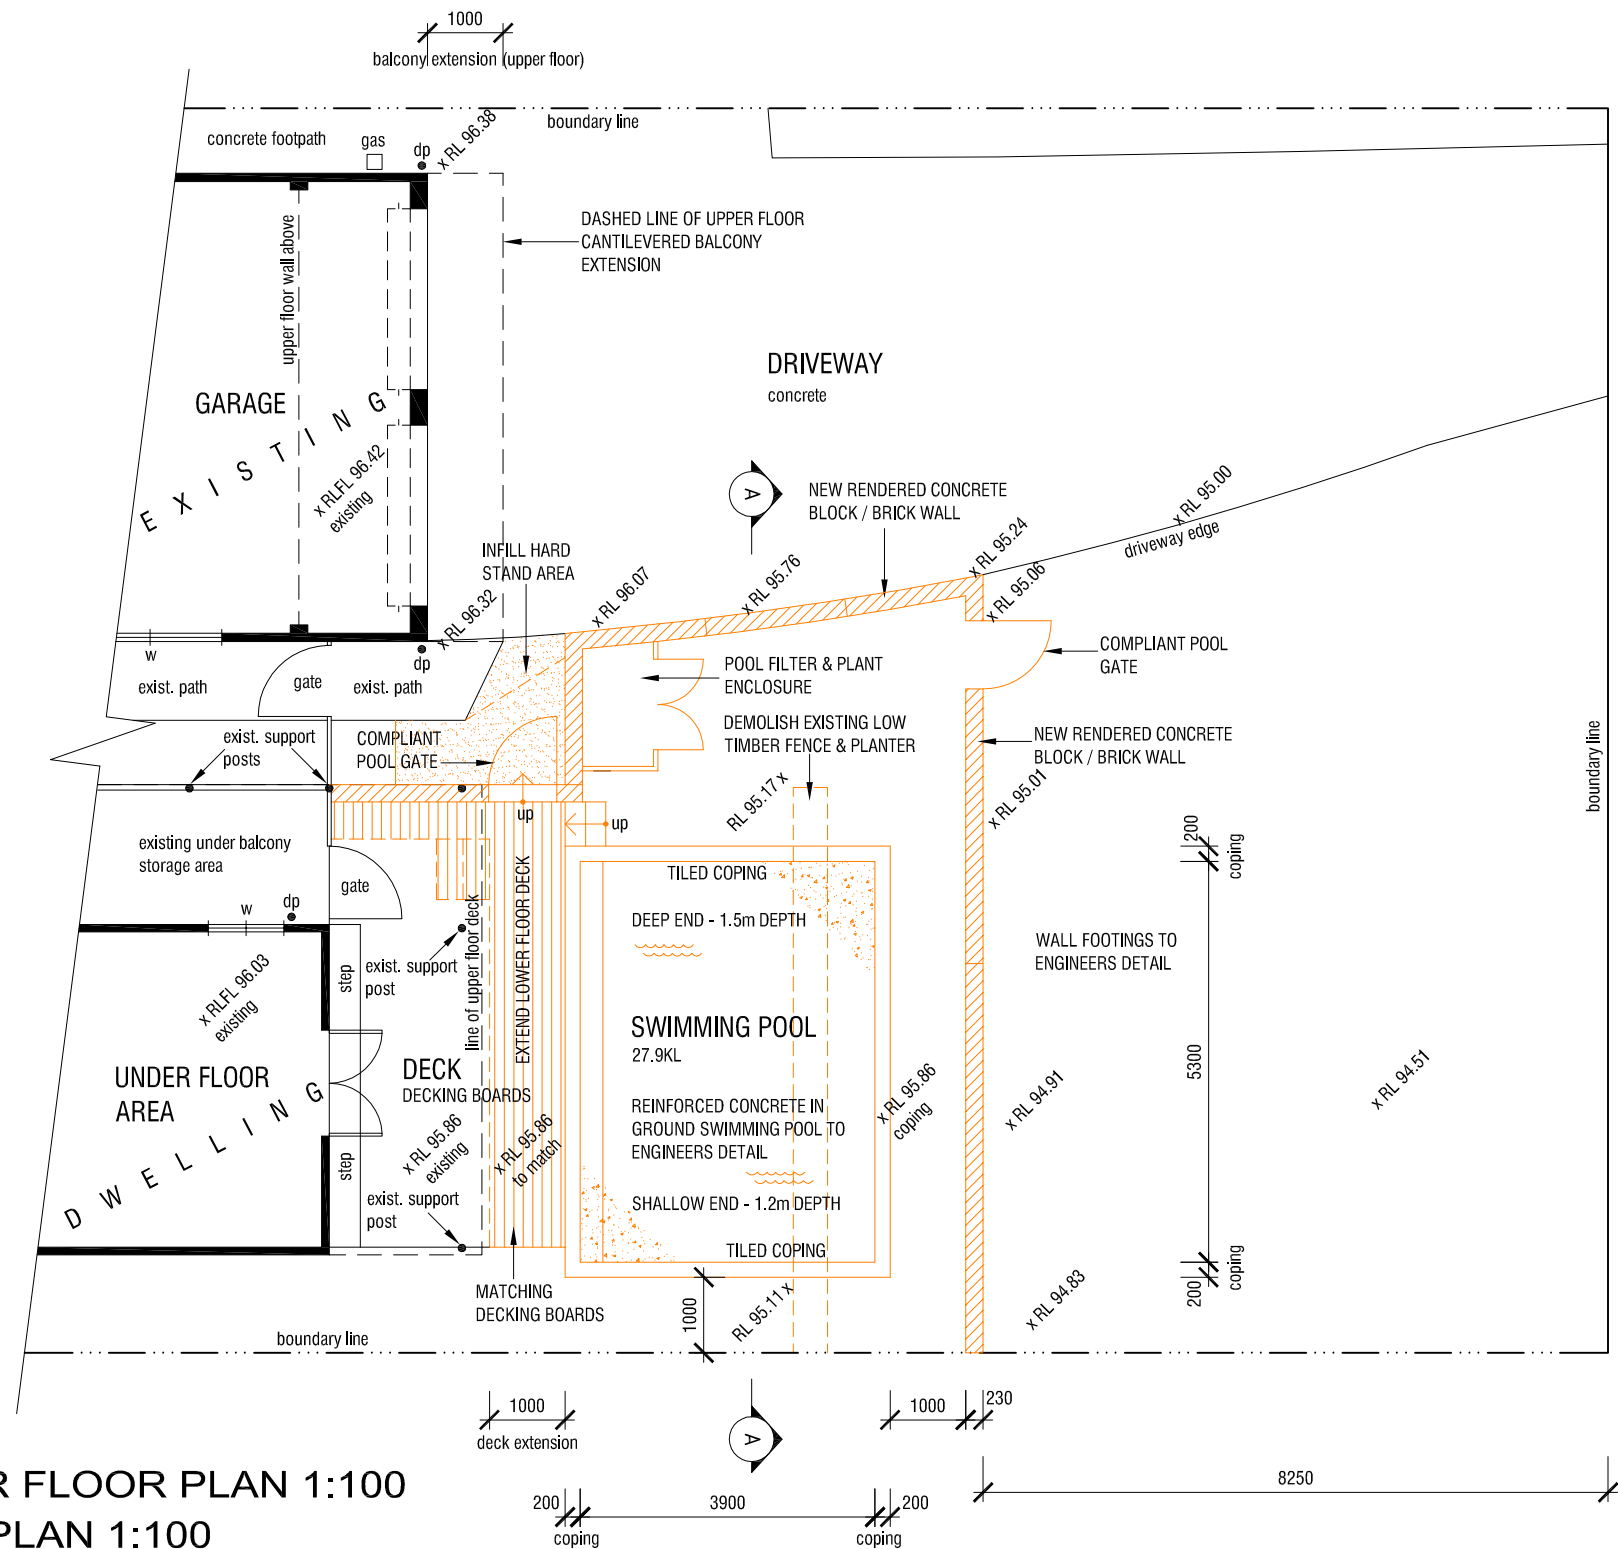 1000
balcony extension (upper floor)
boundary line
concrete footpath
gas
dp
x RL 96.38
DASHED LINE OF UPPER FLOOR
CANTILEVERED BALCONY
EXTENSION
upper floor wall above
GARAGE
EXISTING
x RLFL 96.42
existing
DRIVEWAY
concrete
A
NEW RENDERED CONCRETE
BLOCK / BRICK WALL
x RL 95.00
driveway edge
INFILL HARD
STAND AREA
x RL 96.07
x RL 95.76
x RL 95.24
x RL 95.06
x RL 96.32
w
dp
exist. path
gate
exist. path
POOL FILTER & PLANT
ENCLOSURE
COMPLIANT POOL
GATE
exist. support
posts
COMPLIANT
POOL GATE
DEMOLISH EXISTING LOW
TIMBER FENCE & PLANTER
NEW RENDERED CONCRETE
BLOCK / BRICK WALL
boundary line
RL 95.17 x
x RL 95.01
up
up
existing under balcony
storage area
gate
w
dp
200
coping
TILED COPING
DEEP END - 1.5m DEPTH
WALL FOOTINGS TO
ENGINEERS DETAIL
step
exist. support
post
line of upper floor deck
EXTEND LOWER FLOOR DECK
x RLFL 96.03
existing
SWIMMING POOL
27.9KL
5300
UNDER FLOOR
AREA
DWELLING
DECK
DECKING BOARDS
x RL 95.86
existing
x RL 95.86
to match
REINFORCED CONCRETE IN
GROUND SWIMMING POOL TO
ENGINEERS DETAIL
x RL 95.86
coping
x RL 94.91
x RL 94.51
step
exist. support
post
SHALLOW END - 1.2m DEPTH
TILED COPING
200
coping
MATCHING
DECKING BOARDS
1000
RL 95.11 x
x RL 94.83
boundary line
1000
deck extension
A
1000
230
R FLOOR PLAN 1:100
8250
200
coping
3900
200
coping
PLAN 1:100